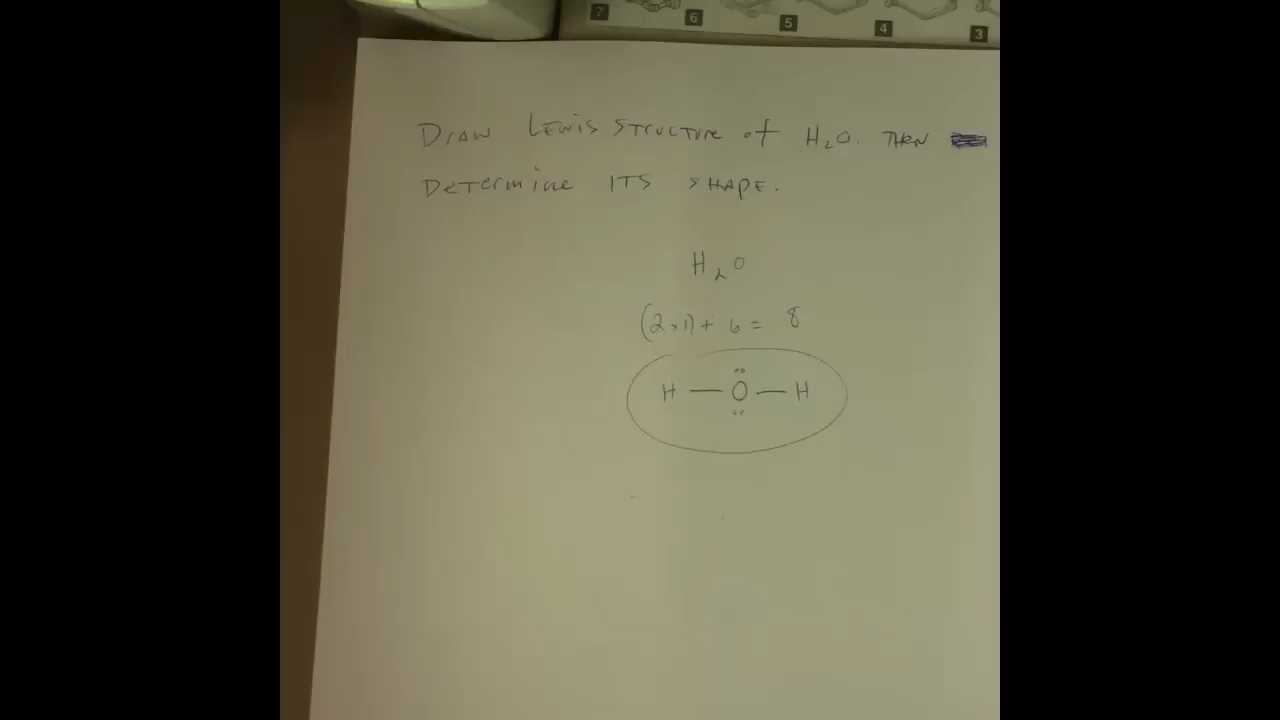 7 6 5 4 3
DRAW LEWIS STRUCTURE of H₂O. THEN
DETERMINE ITS SHAPE.
H₂O
(2×1) + 6 = 8
H — O — H